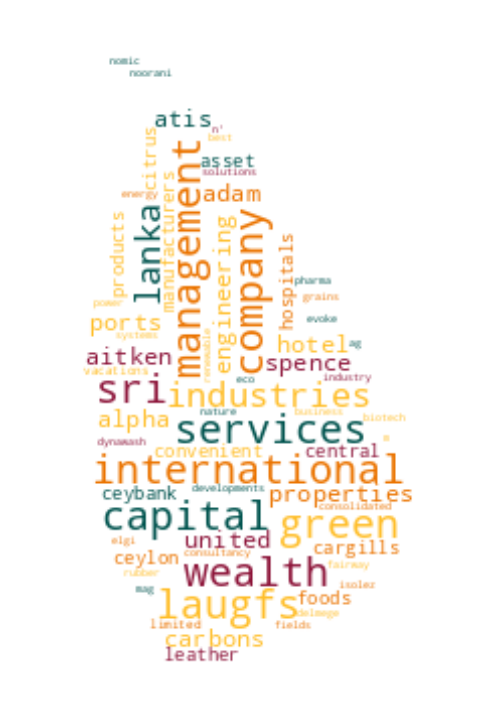 nomic
noorani
atis
n'
best
citrus
asset
solutions
management
manufacturers
energy
adam
lanka
company
products
engineering
hospitals
pharma
grains
power
ports
evoke
systems
renewable
hotel
ag
aitken
spence
vacations
eco
industry
sri
industries
nature
business
biotech
alpha
services
dynawash
convenient
central
international
ceybank
developments
properties
consolidated
capital
green
elgi
united
cargills
ceylon
consultancy
fairway
rubber
wealth
mag
isolez
laugfs
foods
delmege
limited
fields
carbons
leather